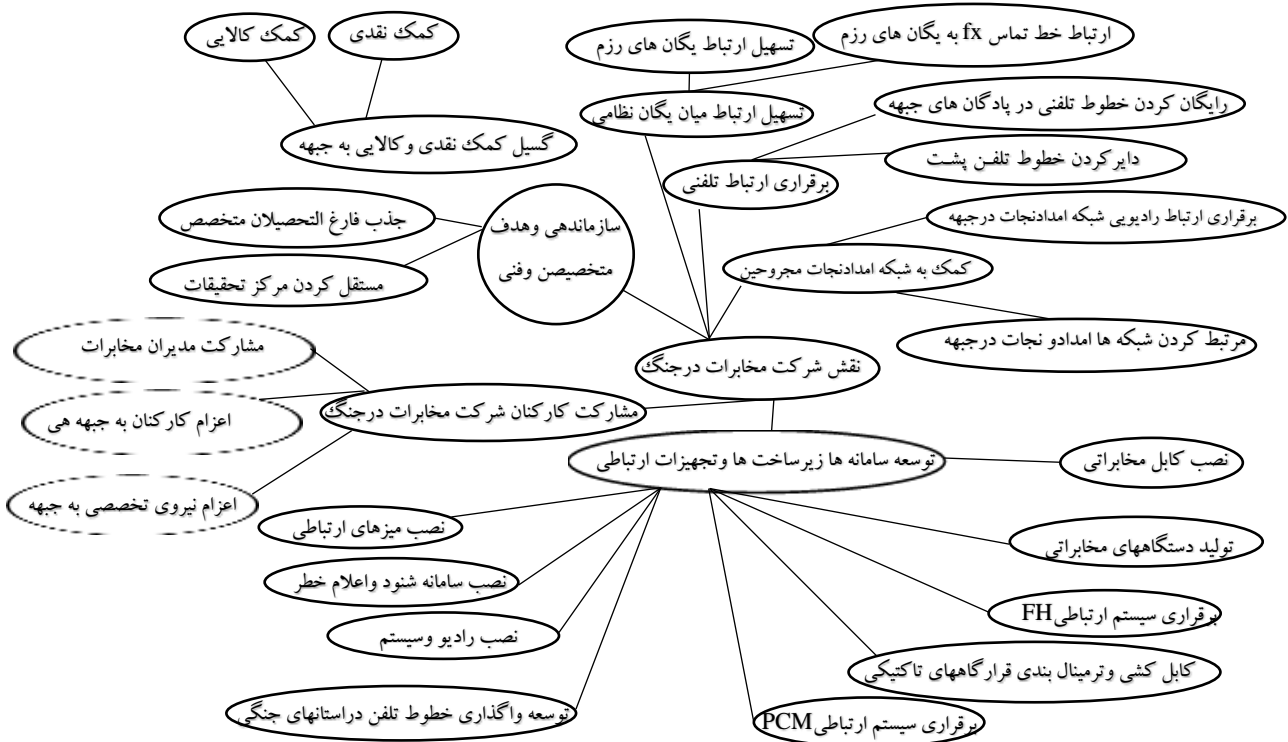 ارتباط خط تماس fx به یگان های رزم
تسهیل ارتباط یگان های رزم
کمک نقدی
کمک کالایی
رایگان کردن خطوط تلفنی در پادگان های جبهه
تسهیل ارتباط میان یگان نظامی
گسیل کمک نقدی وکالایی به جبهه
دایرکردن خطوط تلفن پشت
برقراری ارتباط تلفنی
برقراری ارتباط رادیویی شبکه امدادنجات درجبهه
سازماندهی وهدف
متخصیصن وفنی
جذب فارغ التحصیلان متخصص
کمک به شبکه امدادنجات مجروحین
مستقل کردن مرکز تحقیقات
مرتبط کردن شبکه ها امدادو نجات درجبهه
نقش شرکت مخابرات درجنگ
مشارکت مدیران مخابرات
مشارکت کارکنان شرکت مخابرات درجنگ
اعزام کارکنان به جبهه هی
توسعه سامانه ها زیرساخت ها وتجهیزات ارتباطی
نصب کابل مخابراتی
اعزام نیروی تخصصی به جبهه
نصب میزهای ارتباطی
تولید دستگاههای مخابراتی
نصب سامانه شنود واعلام خطر
برقراری سیستم ارتباطی FH
نصب رادیو وسیستم
کابل کشی وترمینال بندی قرارگاههای تاکتیکی
توسعه واگذاری خطوط تلفن دراستانهای جنگی
برقراری سیستم ارتباطی PCM